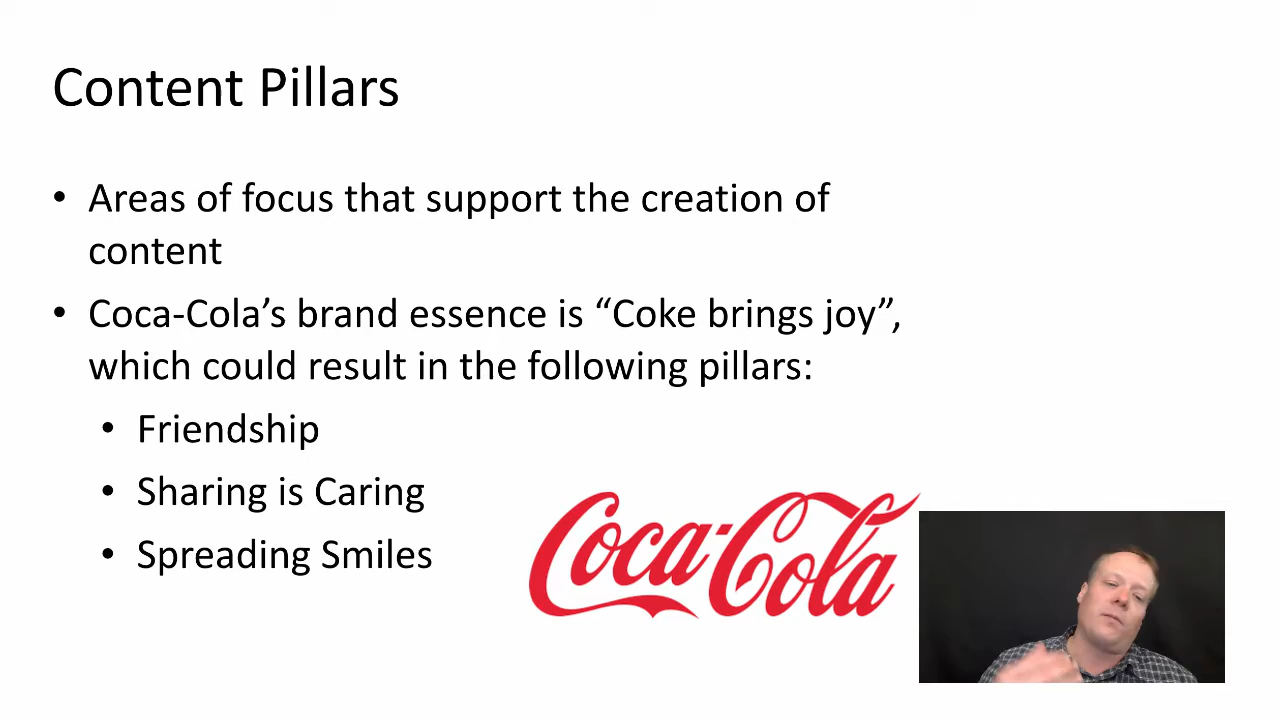 Content Pillars
• Areas of focus that support the creation of
content
• Coca-Cola’s brand essence is “Coke brings joy”,
which could result in the following pillars:
• Friendship
• Sharing is Caring
• Spreading Smiles
Coca-Cola